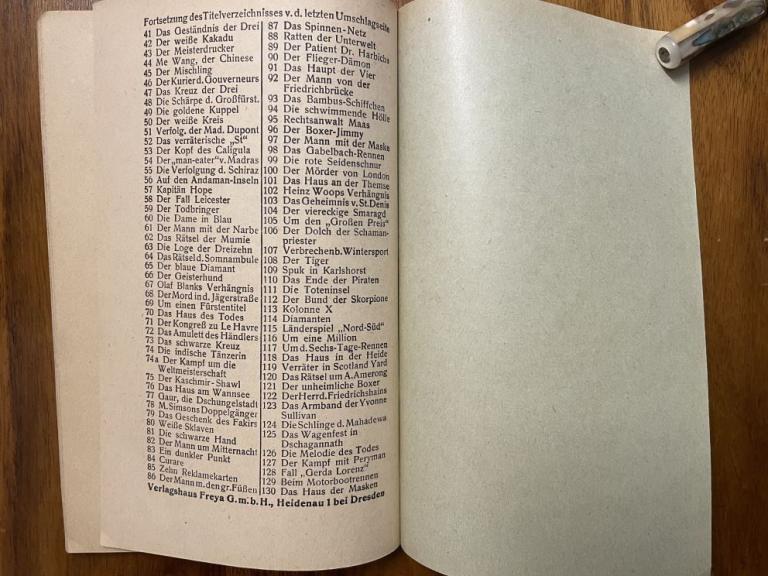 Fortsetzung des Titelverzeichnisses v. d. letzten Umschlagseite
41 Das Geständnis der Drei
42 Der weiße Kakadu
43 Der Meisterdrucker
44 Me Wang, der Chinese
45 Der Mischling
46 Der Kurier d. Gouverneurs
47 Das Kreuz der Drei
48 Die Schärpe d. Großfürst.
49 Die goldene Kuppel
50 Der weiße Kreis
51 Verfolg. der Mad. Dupont
52 Das verräterische „St"
53 Der Kopf des Caligula
54 Der „man-eater" v. Madras
55 Die Verfolgung d. Schiraz
56 Auf den Andaman-Inseln
57 Kapitän Hope
58 Der Fall Leicester
59 Der Todbringer
60 Die Dame in Blau
61 Der Mann mit der Narbe
62 Das Rätsel der Mumie
63 Die Loge der Dreizehn
64 Das Rätsel d. Somnambule
65 Der blaue Diamant
66 Der Geisterhund
67 Olaf Blanks Verhängnis
68 Der Mord in d. Jägerstraße
69 Um einen Fürstentitel
70 Das Haus des Todes
71 Der Kongreß zu Le Havre
72 Das Amulett des Händlers
73 Das schwarze Kreuz
74 Die indische Tänzerin
74a Der Kampf um die
Weltmeisterschaft
75 Der Kaschmir-Shawl
76 Das Haus am Wannsee
77 Gaur, die Dschungelstadt
78 M. Simsons Doppelgänger
79 Das Geschenk des Fakirs
80 Weiße Sklaven
81 Die schwarze Hand
82 Der Mann um Mitternacht
83 Ein dunkler Punkt
84 Curare
85 Zehn Reklamekarten
86 Der Mann m. den gr. Füßen
87 Das Spinnen-Netz
88 Ratten der Unterwelt
89 Der Patient Dr. Harbichs
90 Der Flieger-Dämon
91 Das Haupt der Vier
92 Der Mann von der
Friedrichbrücke
93 Das Bambus-Schiffchen
94 Die schwimmende Hölle
95 Rechtsanwalt Maas
96 Der Boxer-Jimmy
97 Der Mann mit der Maske
98 Das Gabelbach-Rennen
99 Die rote Seidenschnur
100 Der Mörder von London
101 Das Haus an der Themse
102 Heinz Woops Verhängnis
103 Das Geheimnis v. St. Denis
104 Der viereckige Smaragd
105 Um den „Großen Preis"
106 Der Dolch der Schaman-
priester
107 Verbrechen b. Wintersport
108 Der Tiger
109 Spuk in Karlshorst
110 Das Ende der Piraten
111 Die Toteninsel
112 Der Bund der Skorpione
113 Kolonne X
114 Diamanten
115 Länderspiel „Nord-Süd"
116 Um eine Million
117 Um d. Sechs-Tage-Rennen
118 Das Haus in der Heide
119 Verräter in Scotland Yard
120 Das Rätsel um A. Amerong
121 Der unheimliche Boxer
122 Der Herr d. Friedrichshains
123 Das Armband der Yvonne
Sullivan
124 Die Schlinge d. Mahadewa
125 Das Wagenfest in
Dschagannath
126 Die Melodie des Todes
127 Der Kampf mit Peryman
128 Fall „Gerda Lorenz"
129 Beim Motorbootrennen
130 Das Haus der Masken
Verlagshaus Freya G. m. b. H., Heidenau 1 bei Dresden